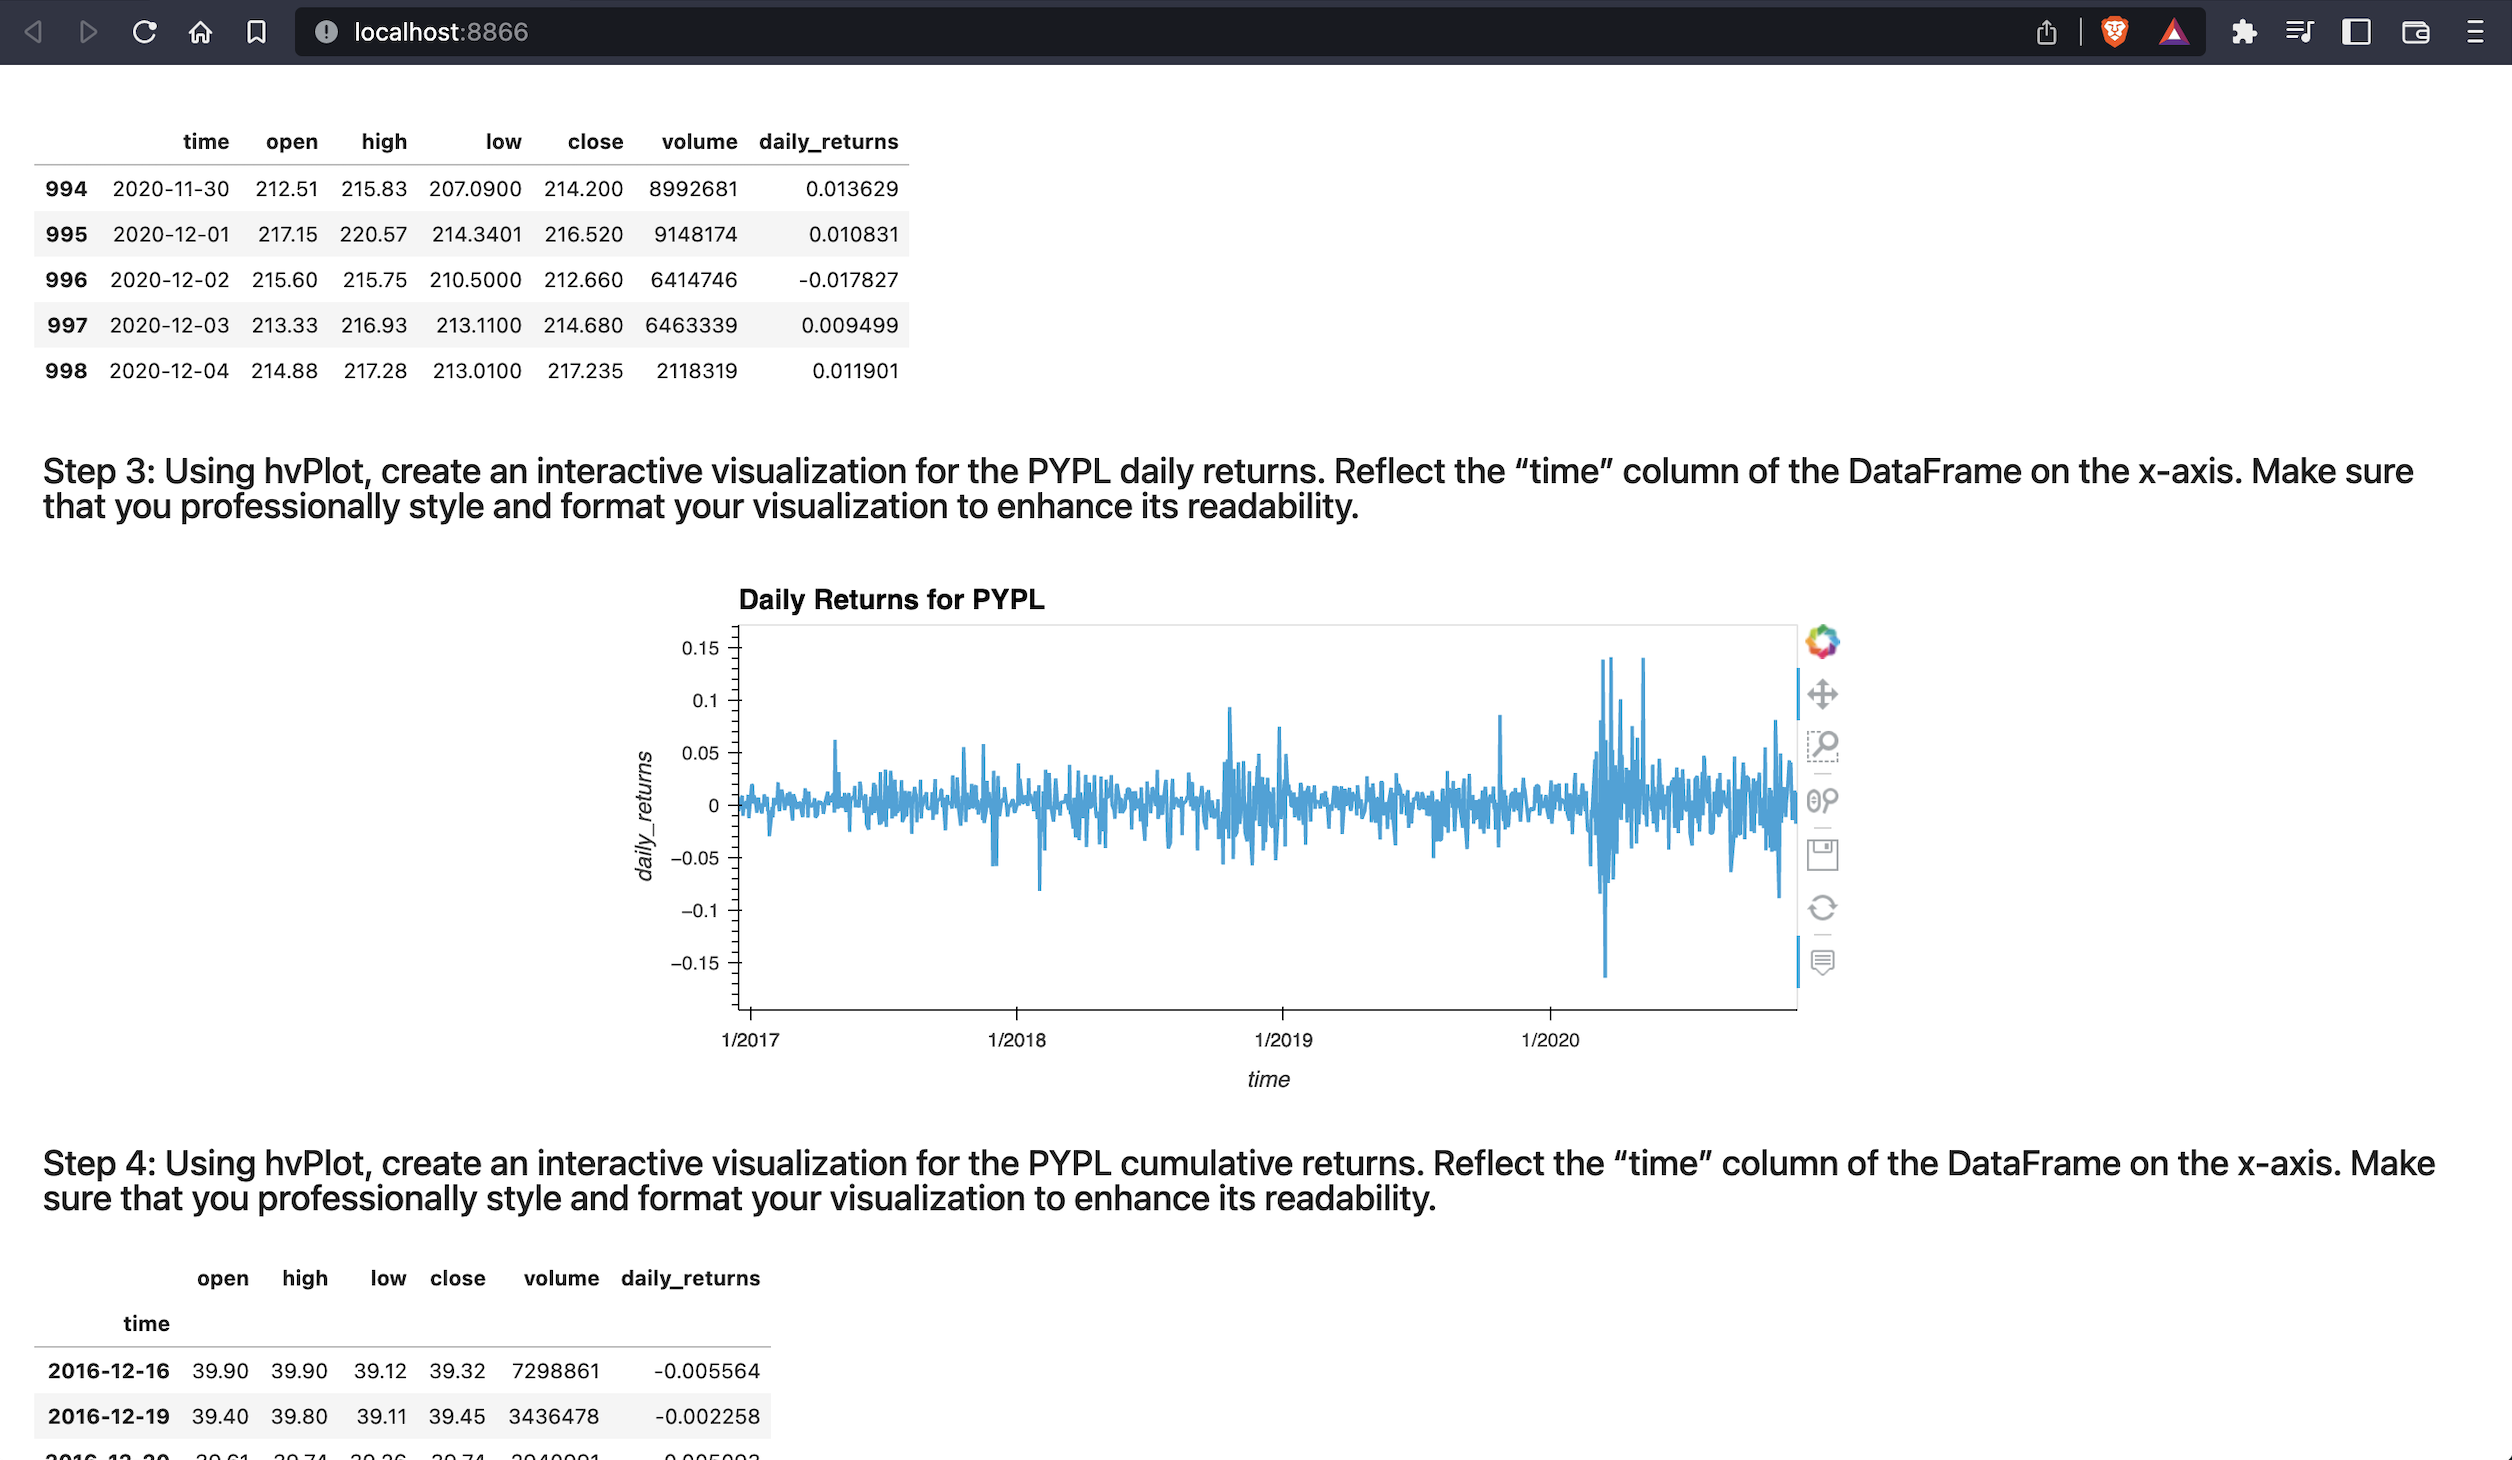 localhost:8866
time open high low close volume daily_returns
994 2020-11-30 212.51 215.83 207.0900 214.200 8992681 0.013629
995 2020-12-01 217.15 220.57 214.3401 216.520 9148174 0.010831
996 2020-12-02 215.60 215.75 210.5000 212.660 6414746 -0.017827
997 2020-12-03 213.33 216.93 213.1100 214.680 6463339 0.009499
998 2020-12-04 214.88 217.28 213.0100 217.235 2118319 0.011901
Step 3: Using hvPlot, create an interactive visualization for the PYPL daily returns. Reflect the “time” column of the DataFrame on the x-axis. Make sure
that you professionally style and format your visualization to enhance its readability.
Daily Returns for PYPL
0.15
0.1
0.05
0
−0.05
−0.1
−0.15
daily_returns
1/2017 1/2018 1/2019 1/2020
time
Step 4: Using hvPlot, create an interactive visualization for the PYPL cumulative returns. Reflect the “time” column of the DataFrame on the x-axis. Make
sure that you professionally style and format your visualization to enhance its readability.
open high low close volume daily_returns
time
2016-12-16 39.90 39.90 39.12 39.32 7298861 -0.005564
2016-12-19 39.40 39.80 39.11 39.45 3436478 -0.002258